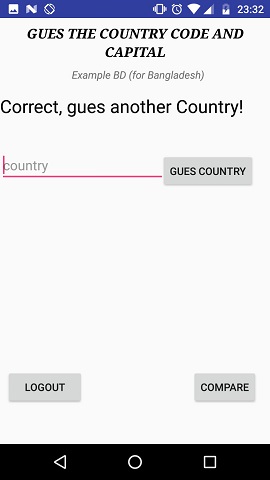 23:32
GUES THE COUNTRY CODE AND
CAPITAL
Example BD (for Bangladesh)
Correct, gues another Country!
country
GUES COUNTRY
LOGOUT
COMPARE